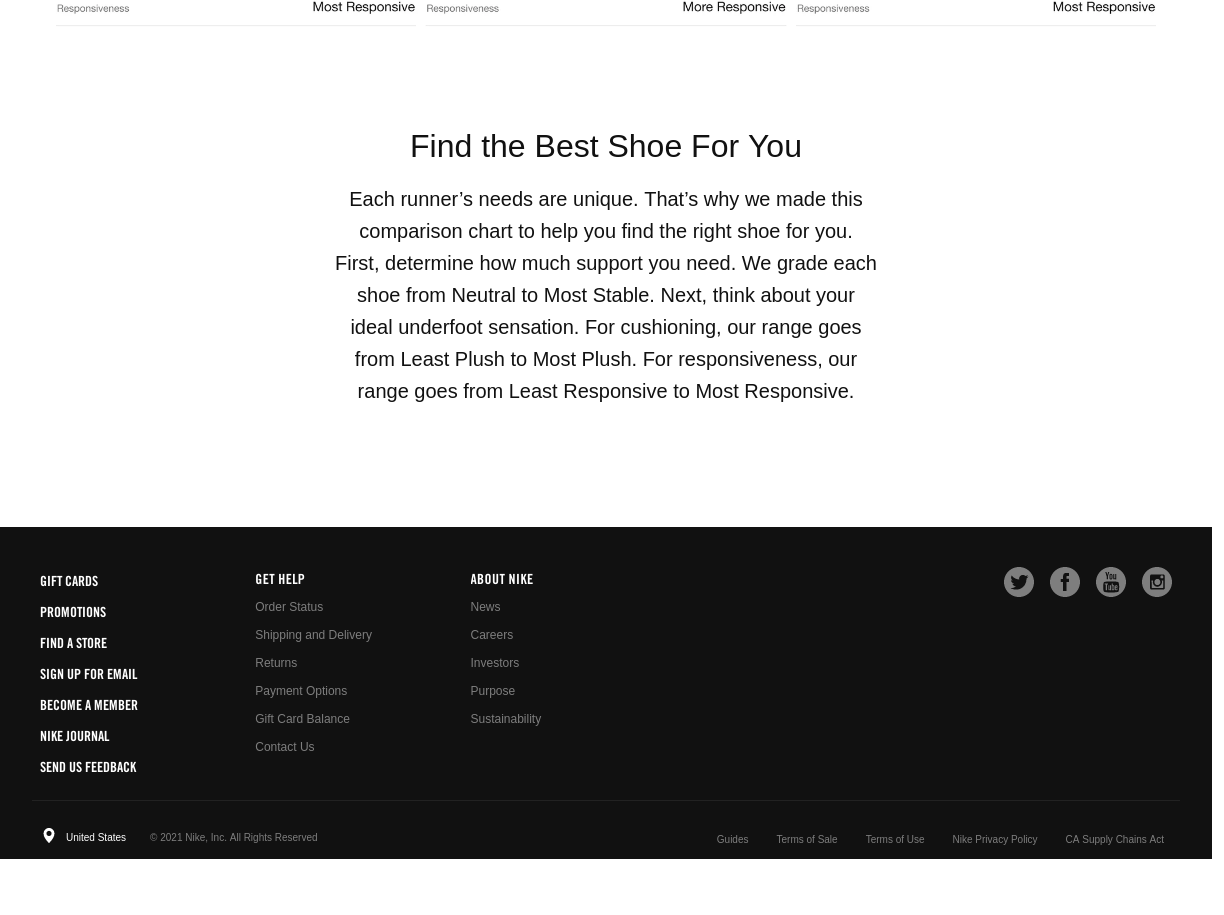 Responsiveness Most Responsive Responsiveness More Responsive Responsiveness Most Responsive
Find the Best Shoe For You
Each runner’s needs are unique. That’s why we made this
comparison chart to help you find the right shoe for you.
First, determine how much support you need. We grade each
shoe from Neutral to Most Stable. Next, think about your
ideal underfoot sensation. For cushioning, our range goes
from Least Plush to Most Plush. For responsiveness, our
range goes from Least Responsive to Most Responsive.
GIFT CARDS
PROMOTIONS
FIND A STORE
SIGN UP FOR EMAIL
BECOME A MEMBER
NIKE JOURNAL
SEND US FEEDBACK
GET HELP
Order Status
Shipping and Delivery
Returns
Payment Options
Gift Card Balance
Contact Us
ABOUT NIKE
News
Careers
Investors
Purpose
Sustainability
You
Tube
United States © 2021 Nike, Inc. All Rights Reserved
Guides Terms of Sale Terms of Use Nike Privacy Policy CA Supply Chains Act